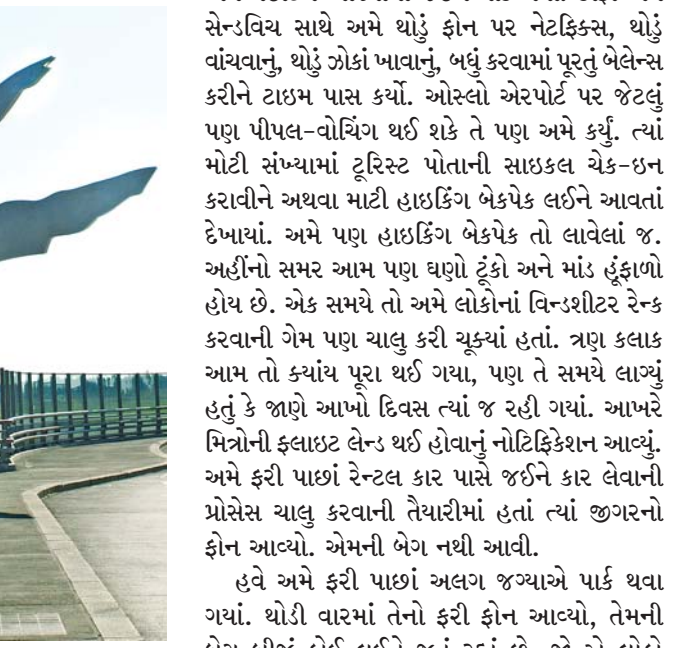 સેન્ડવિચ સાથે અમે થોડું ફોન પર નેટફ્લિક્સ, થોડું
વાંચવાનું, થોડું ઝોકાં ખાવાનું, બધું કરવામાં પૂરતું બેલેન્સ
કરીને ટાઇમ પાસ કર્યો. ઓસ્લો એરપોર્ટ પર જેટલું
પણ પીપલ-વોચિંગ થઈ શકે તે પણ અમે કર્યું. ત્યાં
મોટી સંખ્યામાં ટૂરિસ્ટ પોતાની સાઇકલ ચેક-ઇન
કરાવીને અથવા માટી હાઇકિંગ બેકપેક લઈને આવતાં
દેખાયાં. અમે પણ હાઇકિંગ બેકપેક તો લાવેલાં જ.
અહીંનો સમર આમ પણ ઘણો ટૂંકો અને માંડ હૂંફાળો
હોય છે. એક સમયે તો અમે લોકોનાં વિન્ડશીટર રેન્ક
કરવાની ગેમ પણ ચાલુ કરી ચૂક્યાં હતાં. ત્રણ કલાક
આમ તો ક્યાંય પૂરા થઈ ગયા, પણ તે સમયે લાગ્યું
હતું કે જાણે આખો દિવસ ત્યાં જ રહી ગયાં. આખરે
મિત્રોની ફ્લાઇટ લેન્ડ થઈ હોવાનું નોટિફિકેશન આવ્યું.
અમે ફરી પાછાં રેન્ટલ કાર પાસે જઈને કાર લેવાની
પ્રોસેસ ચાલુ કરવાની તૈયારીમાં હતાં ત્યાં જીગરનો
ફોન આવ્યો. એમની બેગ નથી આવી.
હવે અમે ફરી પાછાં અલગ જગ્યાએ પાર્ક થવા
ગયાં. થોડી વારમાં તેનો ફરી ફોન આવ્યો, તેમની